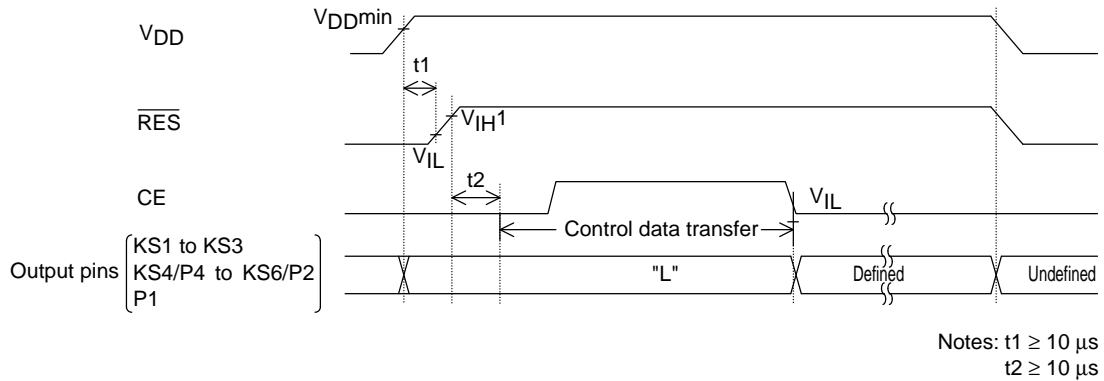 VDDmin
VDD
t1
RES
VIH1
VIL
t2
CE
VIL
Control data transfer
KS1 to KS3
Output pins KS4/P4 to KS6/P2
P1
"L"
Defined
Undefined
Notes: t1 ≥ 10 μs
t2 ≥ 10 μs